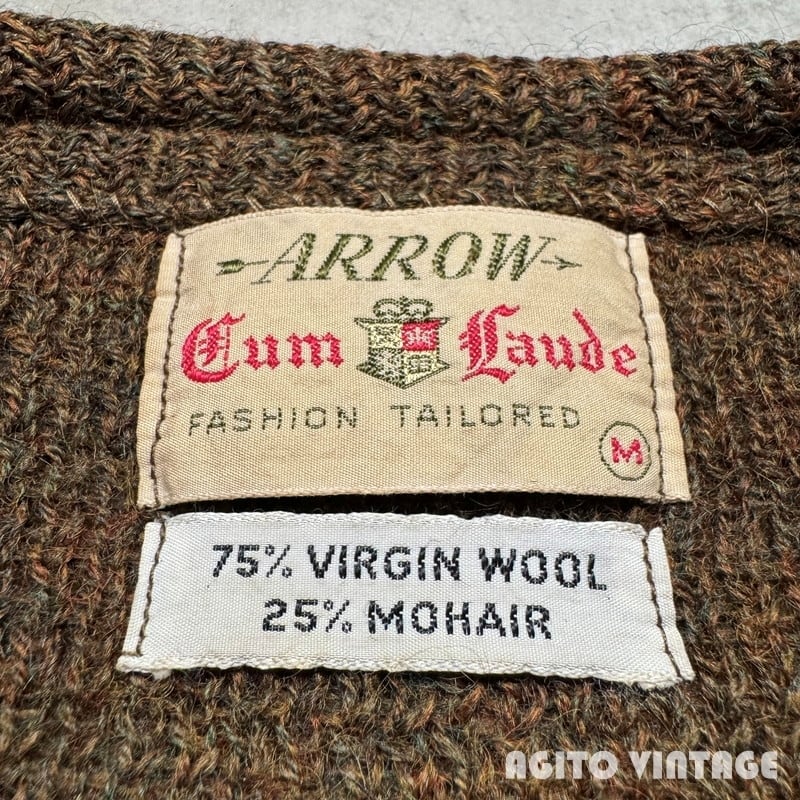 ARROW
Cum Laude
FASHION TAILORED
M
75% VIRGIN WOOL
25% MOHAIR
AGITO VINTAGE